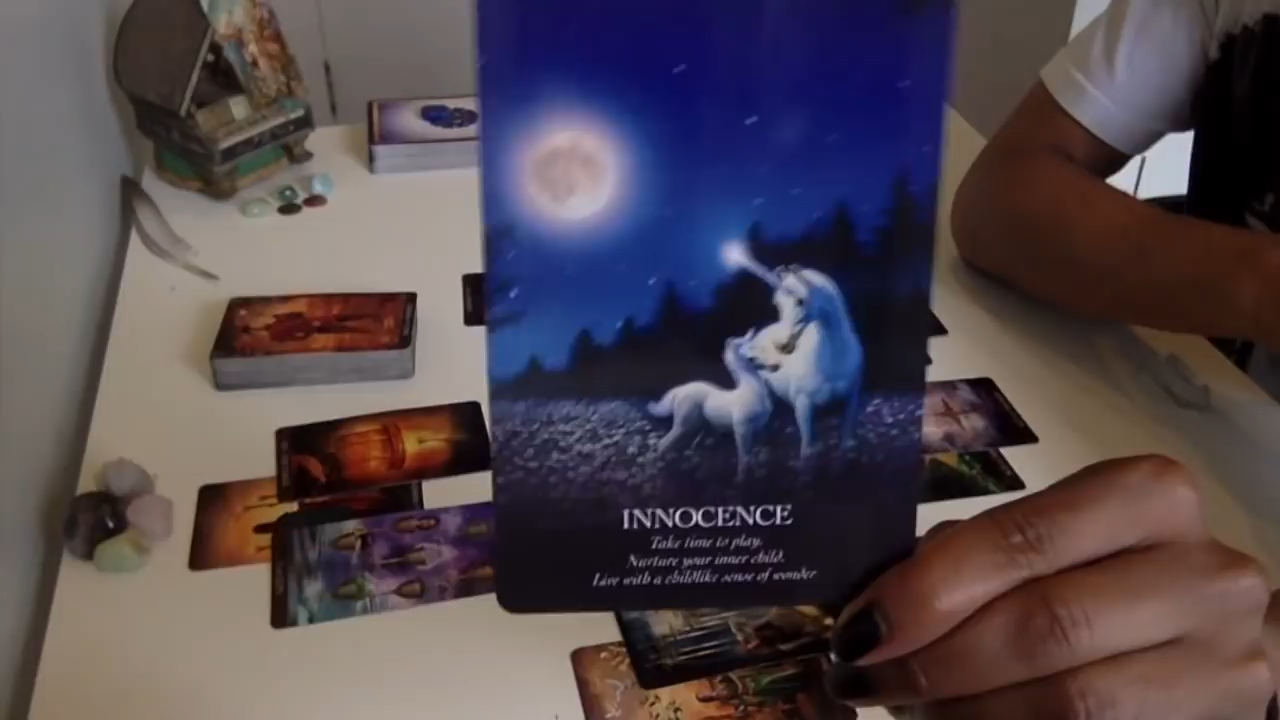 INNOCENCE
Take time to play.
Nurture your inner child.
Live with a childlike sense of wonder